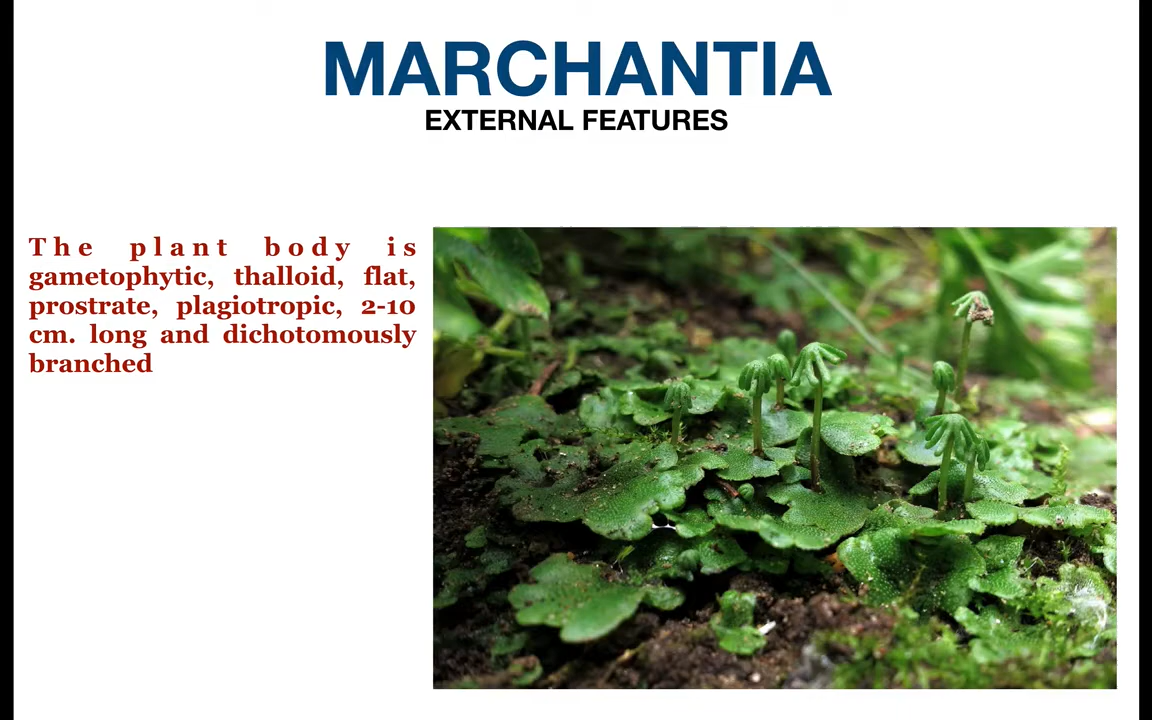 MARCHANTIA
EXTERNAL FEATURES
The plant body is
gametophytic, thalloid, flat,
prostrate, plagiotropic, 2-10
cm. long and dichotomously
branched